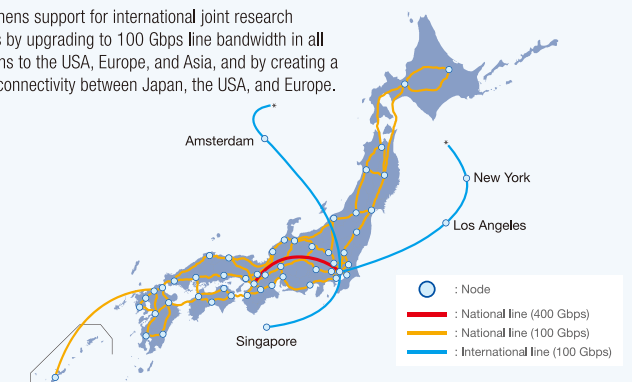 hens support for international joint research
s by upgrading to 100 Gbps line bandwidth in all
ns to the USA, Europe, and Asia, and by creating a
connectivity between Japan, the USA, and Europe.
Amsterdam
New York
Los Angeles
Singapore
: Node
: National line (400 Gbps)
: National line (100 Gbps)
: International line (100 Gbps)